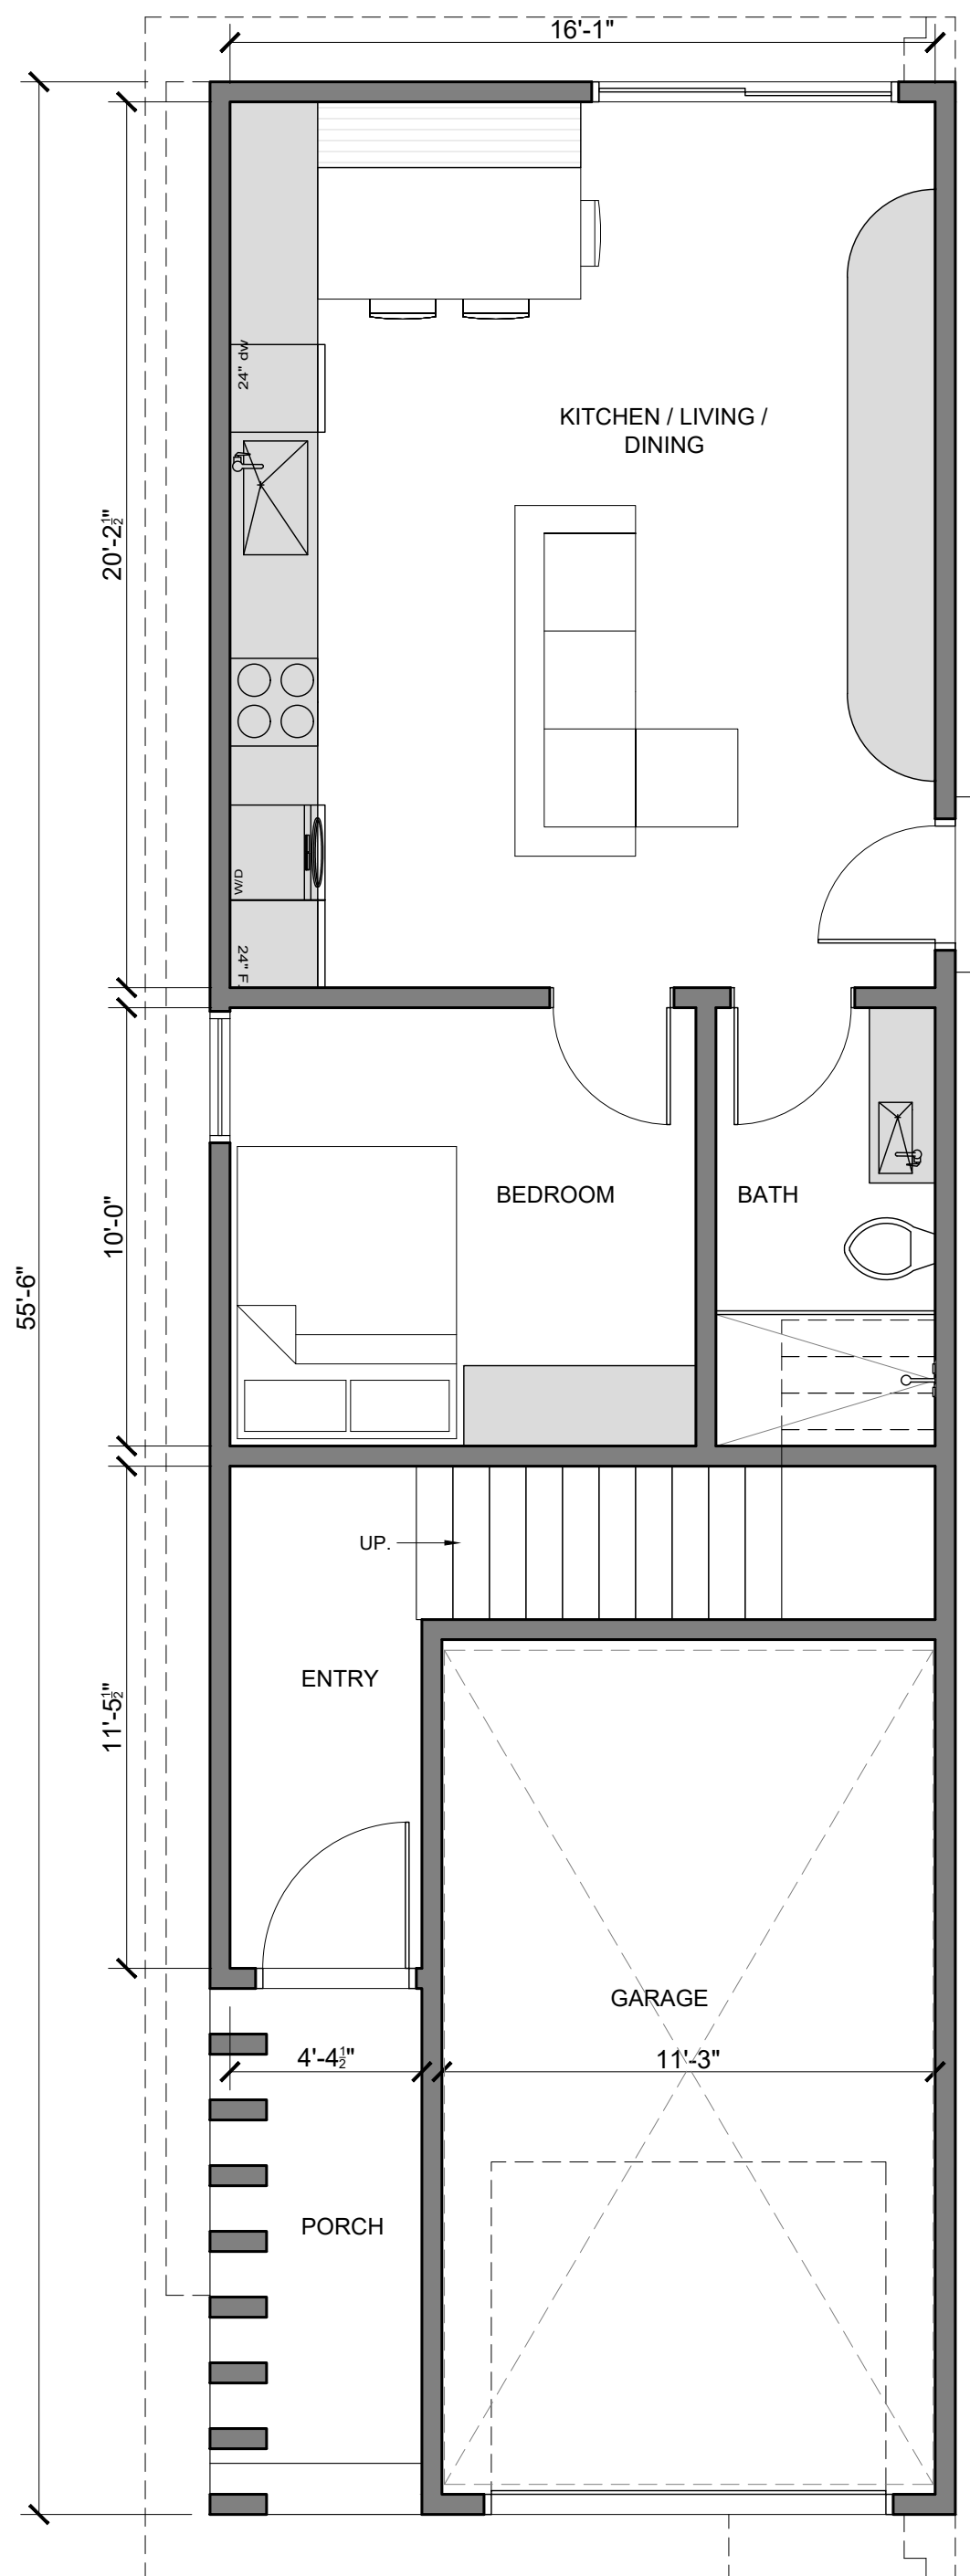 16'-1"
24" dw
KITCHEN / LIVING /
DINING
20'-2½"
W/D
24" F.
10'-0"
BEDROOM
BATH
55'-6"
UP.
ENTRY
11'-5½"
GARAGE
4'-4½"
11'-3"
PORCH